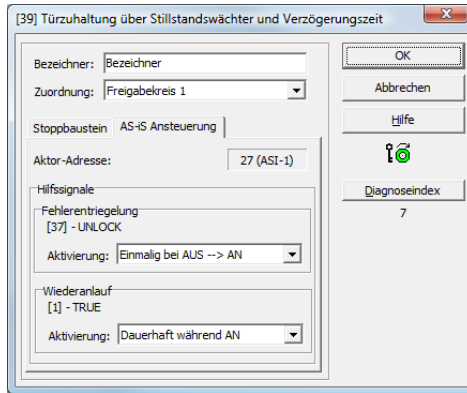 [39] Türzuhaltung über Stillstandswächter und Verzögerungszeit
Bezeichner: Bezeichner
Zuordnung: Freigabekreis 1
Stoppbaustein AS-iS Ansteuerung
Aktor-Adresse: 27 (ASI-1)
Hilfssignale
Fehlerentriegelung
[37] - UNLOCK
Aktivierung: Einmalig bei AUS --> AN
Wiederanlauf
[1] - TRUE
Aktivierung: Dauerhaft während AN
OK
Abbrechen
Hilfe
Diagnoseindex
7